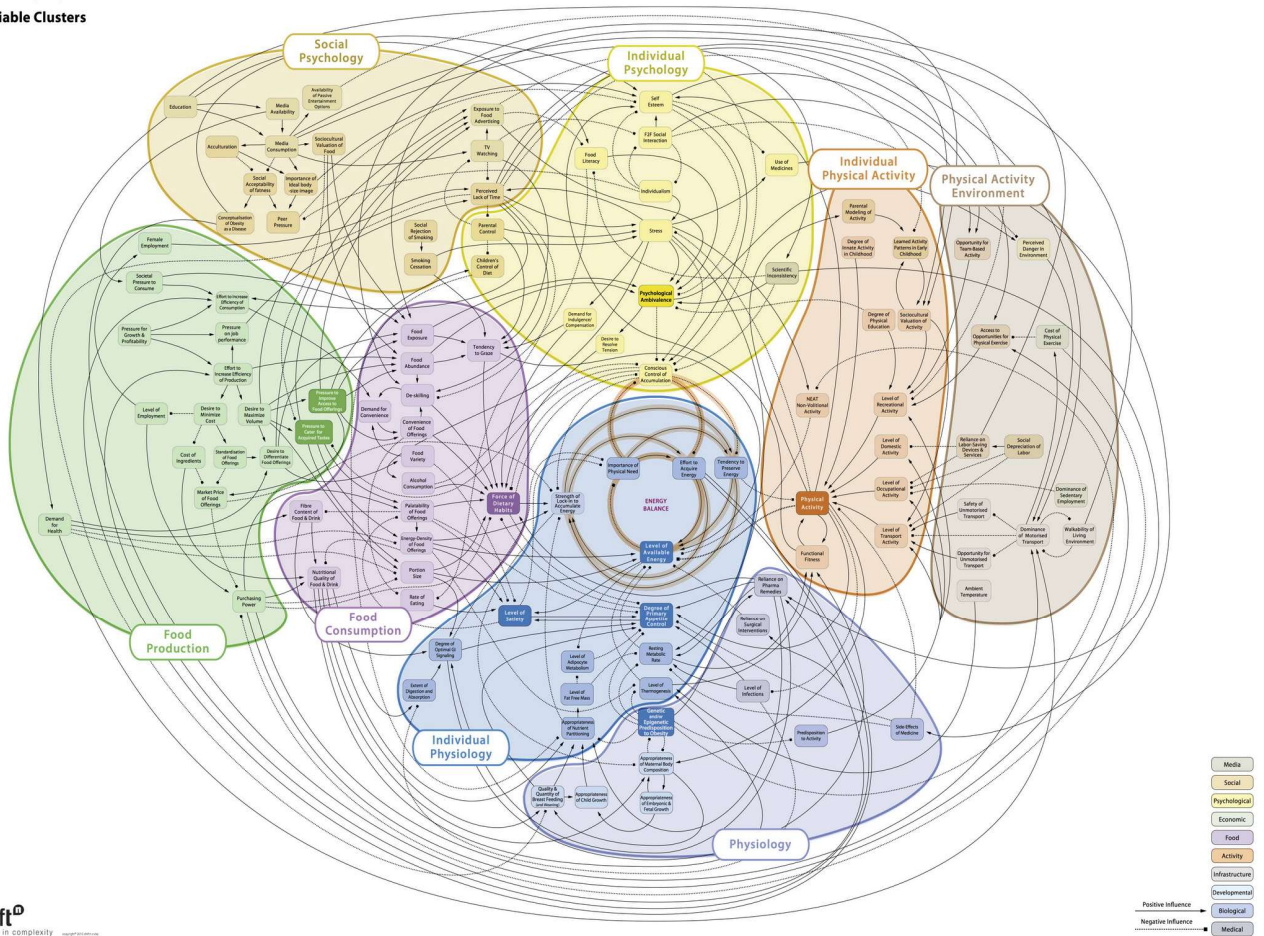 iable Clusters
Social
Psychology
Education
Media
Availability
Availability
of Passive
Entertainment
Options
Acculturation
Media
Consumption
Sociocultural
Valuation of
Food
Social
Acceptability
of fatness
Importance of
Ideal body
-size image
Conceptualisation
of Obesity
as a Disease
Peer
Pressure
Exposure to
Food
Advertising
TV
Watching
Perceived
Lack of Time
Social
Rejection
of Smoking
Smoking
Cessation
Parental
Control
Children's
Control of
Diet
Individual
Psychology
Self
Esteem
F2F Social
Interaction
Food
Literacy
Individualism
Use of
Medicines
Stress
Scientific
Inconsistency
Psychological
Ambivalence
Demand for
Indulgence/
Compensation
Desire to
Resolve
Tension
Conscious
Control of
Accumulation
Individual
Physical Activity
Parental
Modeling of
Activity
Degree of
Innate Activity
in Childhood
Learned Activity
Patterns in Early
Childhood
Degree of
Physical
Education
Sociocultural
Valuation of
Activity
NEAT
Non-Volitional
Activity
Level of
Recreational
Activity
Level of
Domestic
Activity
Level of
Occupational
Activity
Physical
Activity
Level of
Transport
Activity
Functional
Fitness
Physical Activity
Environment
Opportunity for
Team-Based
Activity
Perceived
Danger in
Environment
Access to
Opportunities for
Physical Exercise
Cost of
Physical
Exercise
Reliance on
Labor-Saving
Devices &
Services
Social
Depreciation of
Labor
Dominance of
Sedentary
Employment
Safety of
Unmotorised
Transport
Dominance
of Motorised
Transport
Walkability of
Living
Environment
Opportunity for
Unmotorised
Transport
Ambient
Temperature
Female
Employment
Societal
Pressure to
Consume
Effort to Increase
Efficiency of
Consumption
Pressure for
Growth &
Profitability
Pressure
on Job
performance
Effort to
Increase Efficiency
of Production
Level of
Employment
Desire to
Minimize
Cost
Desire to
Maximize
Volume
Pressure to
Improve
Access to
Food Offerings
Pressure to
Cater for
Acquired Tastes
Cost of
Ingredients
Standardisation
of Food
Offerings
Desire to
Differentiate
Food Offerings
Market Price
of Food
Offerings
Demand
for
Health
Purchasing
Power
Food
Production
Food
Exposure
Tendency
to Graze
Food
Abundance
De-skilling
Demand for
Convenience
Convenience
of Food
Offerings
Food
Variety
Alcohol
Consumption
Force of
Dietary
Habits
Fibre
Content of
Food & Drink
Palatability
of Food
Offerings
Energy Density
of Food
Offerings
Nutritional
Quality of
Food & Drink
Portion
Size
Rate of
Eating
Food
Consumption
Importance of
Physical Need
Effort to
Acquire
Energy
Tendency to
Preserve
Energy
Strength of
Lock-in to
Accumulate
Energy
ENERGY
BALANCE
Level of
Available
Energy
Level of
Satiety
Degree of
Primary
Appetite
Control
Degree of
Optimal GI
Signaling
Level of
Adipocyte
Metabolism
Resting
Metabolic
Rate
Extent of
Digestion and
Absorption
Level of
Fat Free Mass
Level of
Thermogenesis
Appropriateness
of Nutrient
Partitioning
Genetic
and/or
Epigenetic
Predisposition
to Obesity
Individual
Physiology
Reliance on
Pharma
Remedies
Reliance on
Surgical
Interventions
Level of
Infections
Predisposition
to Activity
Side-Effects
of Medicine
Appropriateness
of Maternal Body
Composition
Quality &
Quantity of
Breast Feeding
Appropriateness
of Child Growth
Appropriateness
of Embryonic &
Fetal Growth
Physiology
Media
Social
Psychological
Economic
Food
Activity
Infrastructure
Developmental
Biological
Medical
Positive Influence
Negative Influence
ft
in complexity